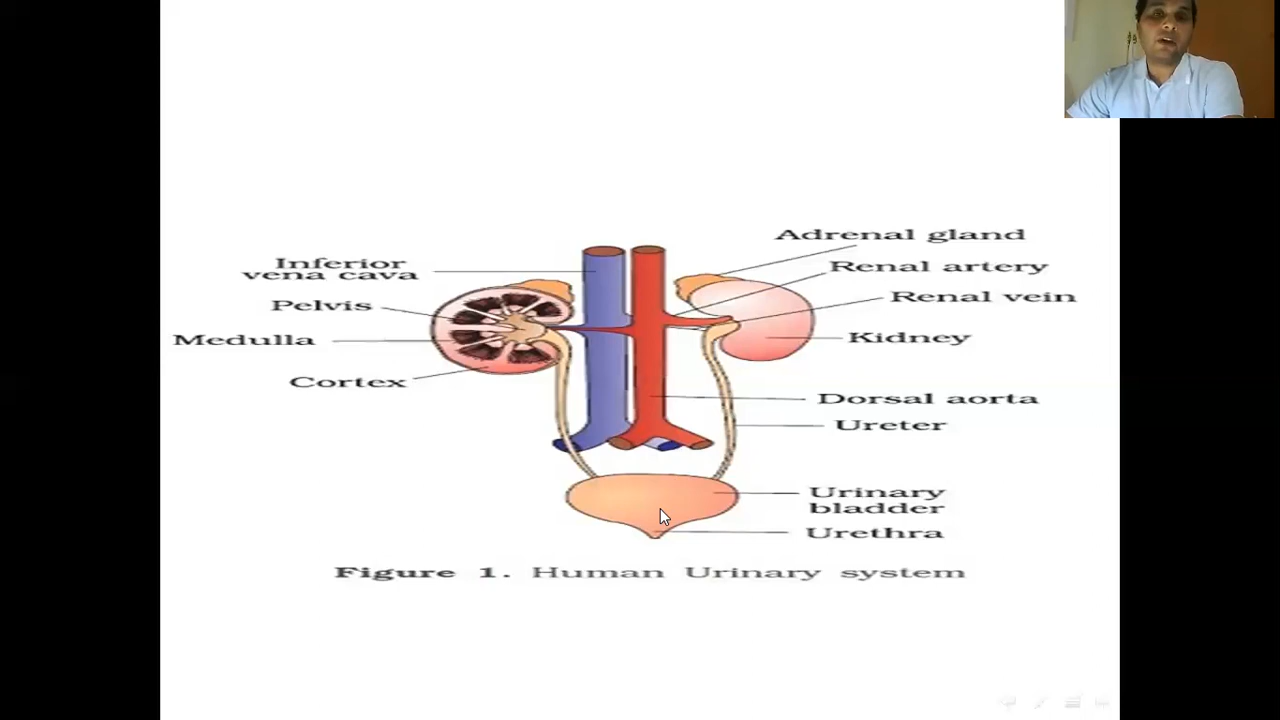 Adrenal gland
Inferior
vena cava
Renal artery
Pelvis
Renal vein
Medulla
Kidney
Cortex
Dorsal aorta
Ureter
Urinary
bladder
Urethra
Figure 1. Human Urinary system